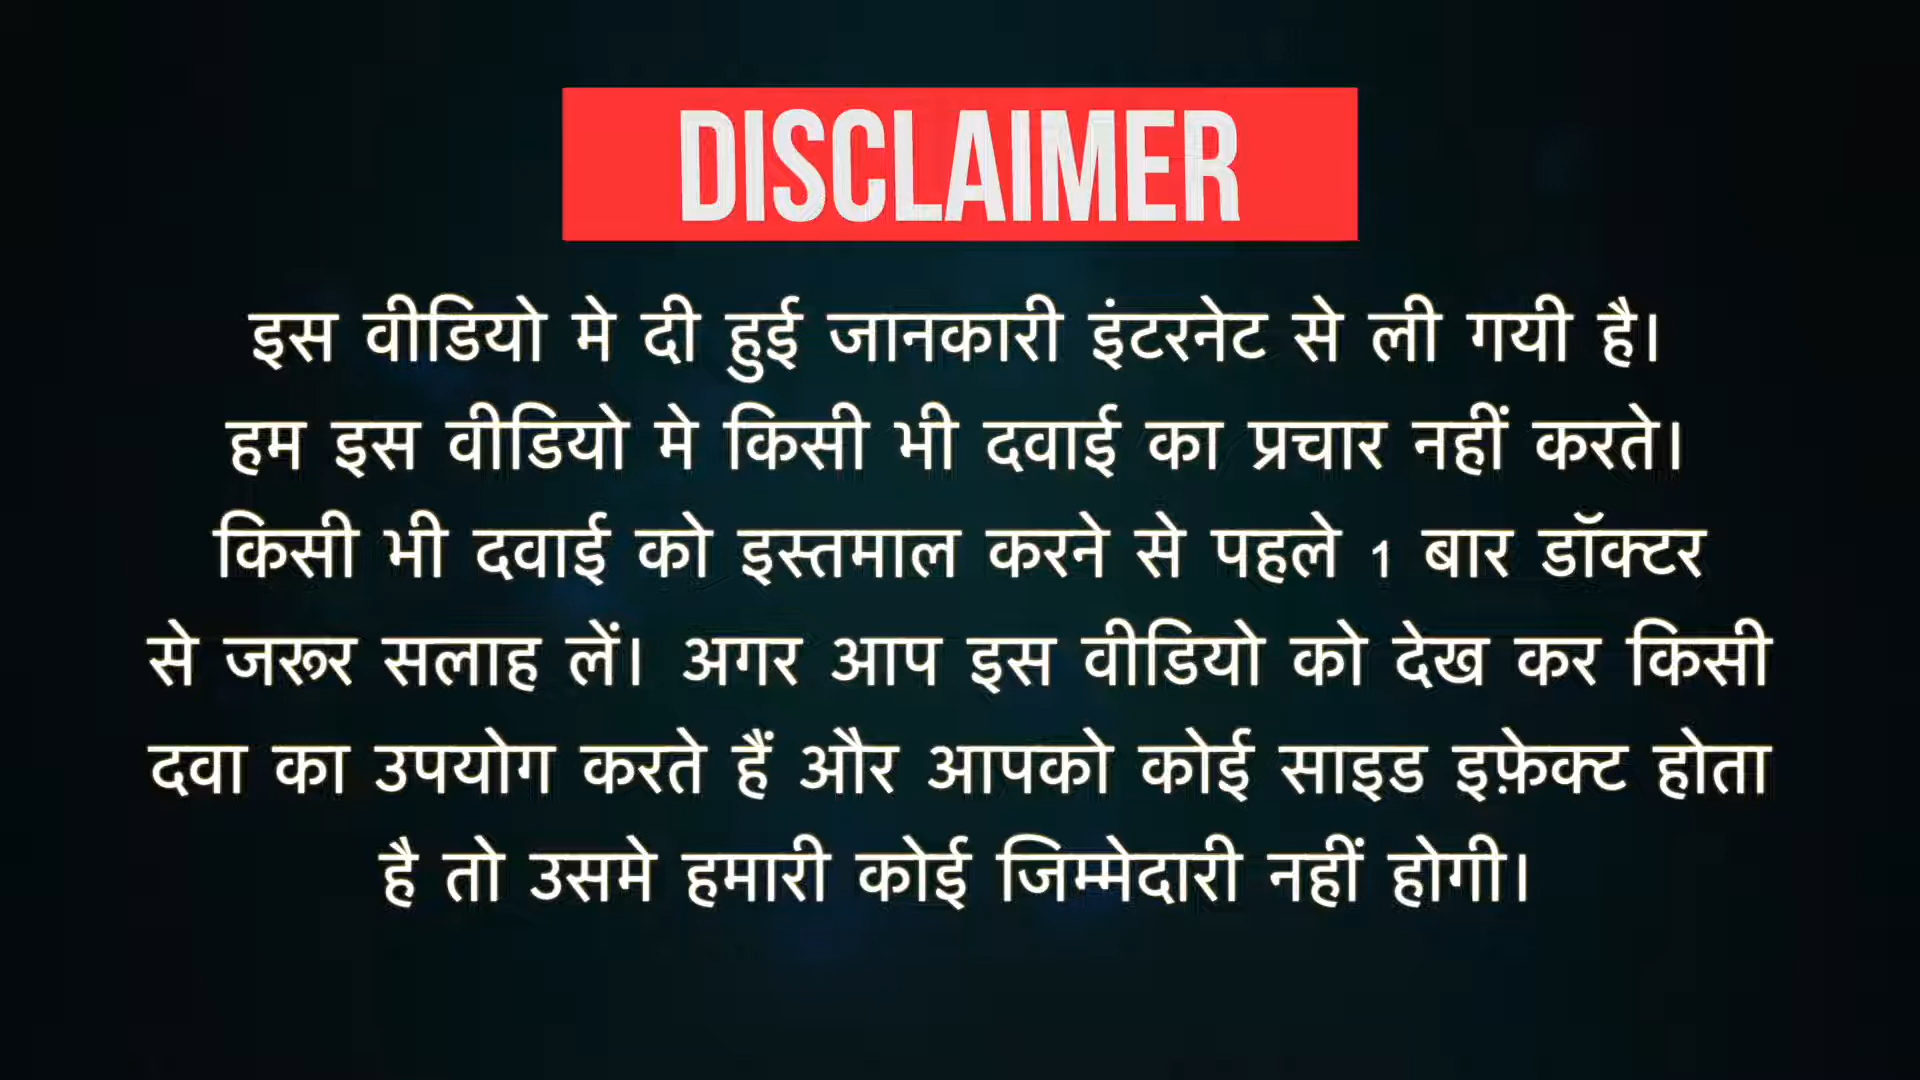 DISCLAIMER
इस वीडियो मे दी हुई जानकारी इंटरनेट से ली गयी है।
हम इस वीडियो मे किसी भी दवाई का प्रचार नहीं करते।
किसी भी दवाई को इस्तमाल करने से पहले 1 बार डॉक्टर
से जरूर सलाह लें। अगर आप इस वीडियो को देख कर किसी
दवा का उपयोग करते हैं और आपको कोई साइड इफ़ेक्ट होता
है तो उसमे हमारी कोई जिम्मेदारी नहीं होगी।